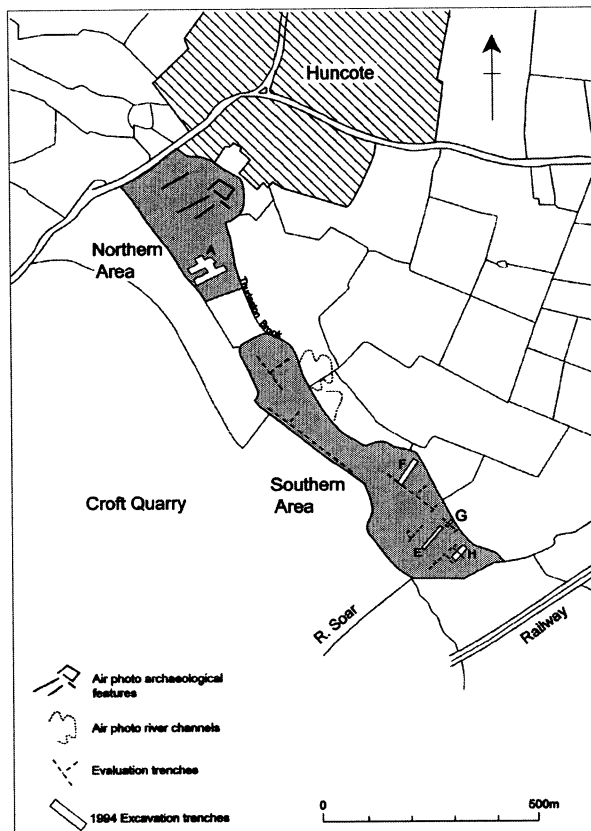 Huncote
Northern
Area
A
Thurlaston Brook
Southern
Area
Croft Quarry
F
G
E
H
R. Soar
Railway
Air photo archaeological
features
Air photo river channels
Evaluation trenches
1994 Excavation trenches
0
500m